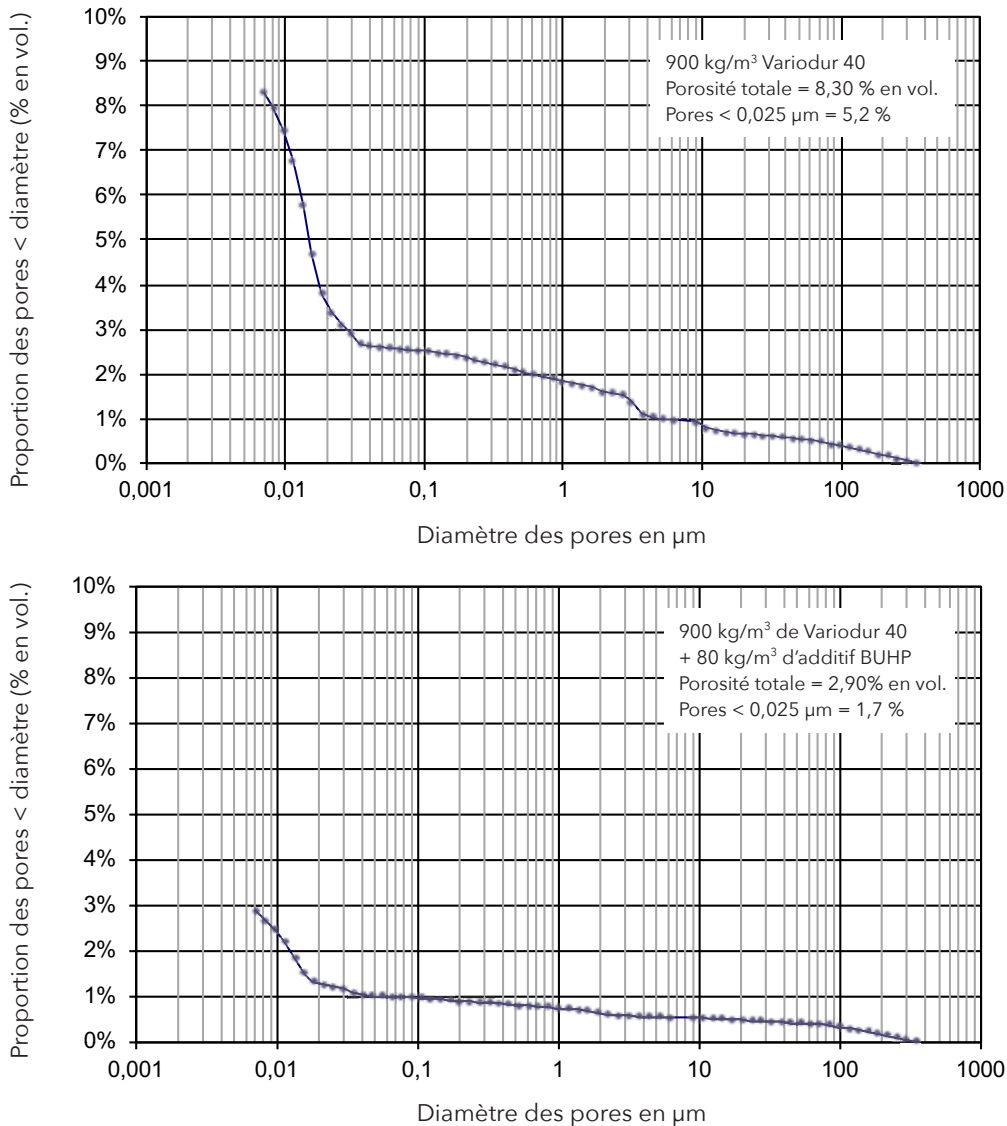 Proportion des pores < diamètre (% en vol.)
10%
9%
8%
7%
6%
5%
4%
3%
2%
1%
0%
900 kg/m³ Variodur 40
Porosité totale = 8,30 % en vol.
Pores < 0,025 µm = 5,2 %
0,001 0,01 0,1 1 10 100 1000
Diamètre des pores en µm
Proportion des pores < diamètre (% en vol.)
10%
9%
8%
7%
6%
5%
4%
3%
2%
1%
0%
900 kg/m³ de Variodur 40
+ 80 kg/m³ d'additif BUHP
Porosité totale = 2,90% en vol.
Pores < 0,025 µm = 1,7 %
0,001 0,01 0,1 1 10 100 1000
Diamètre des pores en µm